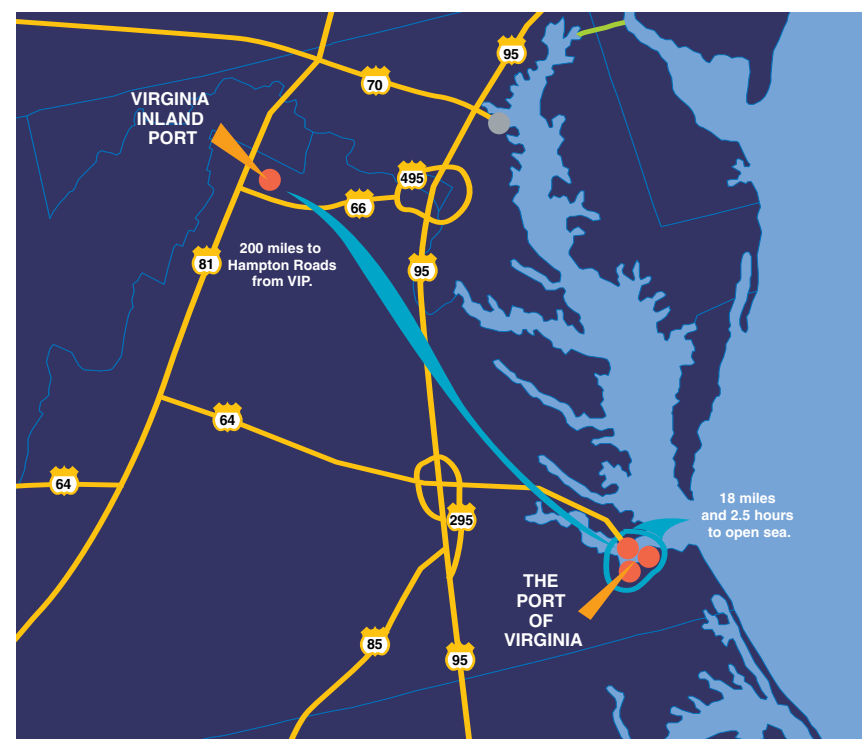 95
70
VIRGINIA
INLAND
PORT
495
66
81
200 miles to
Hampton Roads
from VIP.
95
64
64
18 miles
and 2.5 hours
to open sea.
295
THE
PORT
OF
VIRGINIA
85
95